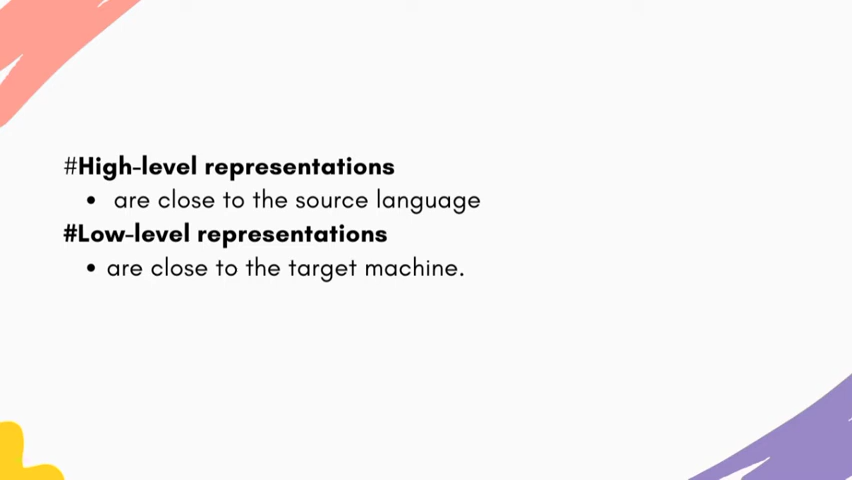 #High-level representations
• are close to the source language
#Low-level representations
• are close to the target machine.